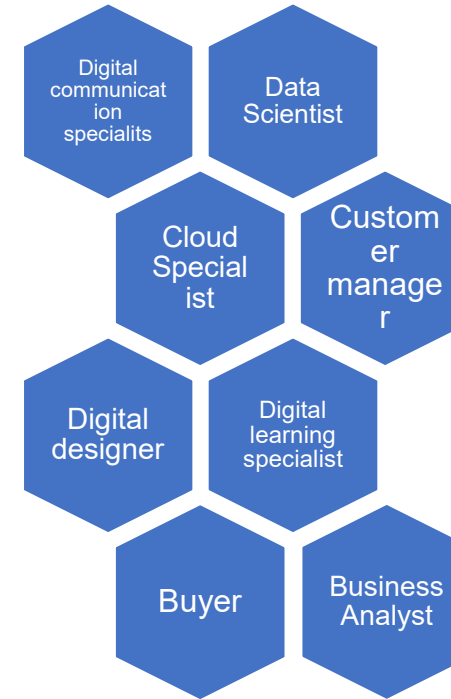 Digital
communicat
ion
specialits
Data
Scientist
Cloud
Special
ist
Custom
er
manage
r
Digital
designer
Digital
learning
specialist
Buyer
Business
Analyst